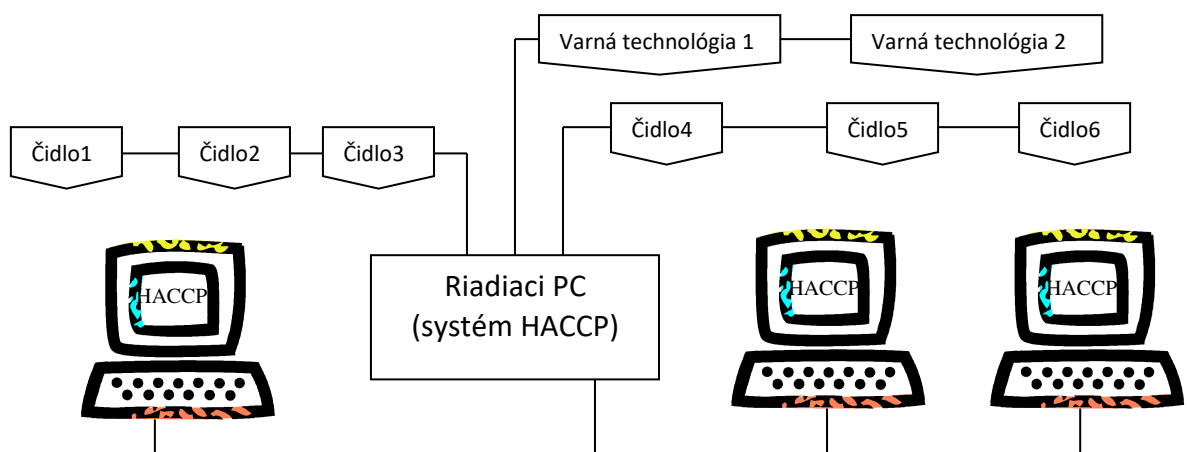 Varná technológia 1
Varná technológia 2
Čidlo1
Čidlo2
Čidlo3
Čidlo4
Čidlo5
Čidlo6
HACCP
Riadiaci PC
(systém HACCP)
HACCP
HACCP